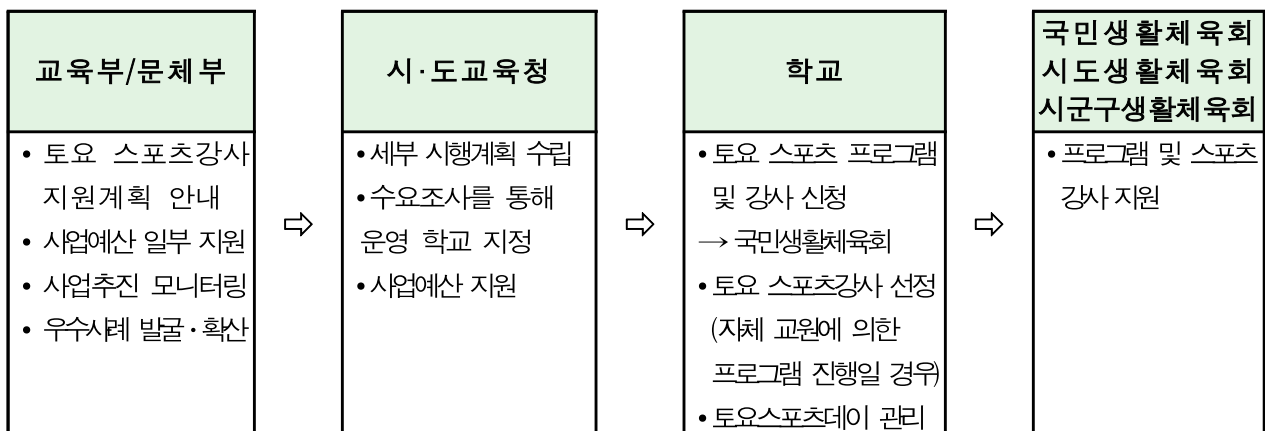 교육부/문체부
• 토요 스포츠강사
지원계획 안내
• 사업예산 일부 지원
• 사업추진 모니터링
• 우수사례 발굴·확산
⇨
시·도교육청
• 세부 시행계획 수립
• 수요조사를 통해
운영 학교 지정
• 사업예산 지원
⇨
학교
• 토요 스포츠 프로그램
및 강사 신청
→ 국민생활체육회
• 토요 스포츠강사 선정
(자체 교원에 의한
프로그램 진행일 경우)
• 토요스포츠데이 관리
⇨
국민생활체육회
시도생활체육회
시군구생활체육회
• 프로그램 및 스포츠
강사 지원